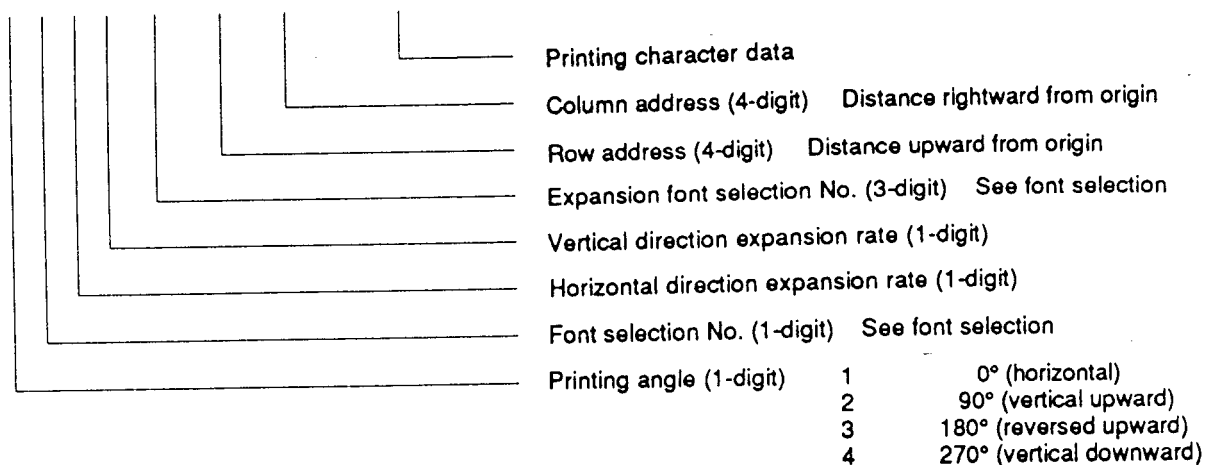 Printing character data
Column address (4-digit) Distance rightward from origin
Row address (4-digit) Distance upward from origin
Expansion font selection No. (3-digit) See font selection
Vertical direction expansion rate (1-digit)
Horizontal direction expansion rate (1-digit)
Font selection No. (1-digit) See font selection
Printing angle (1-digit) 1 0° (horizontal)
2 90° (vertical upward)
3 180° (reversed upward)
4 270° (vertical downward)